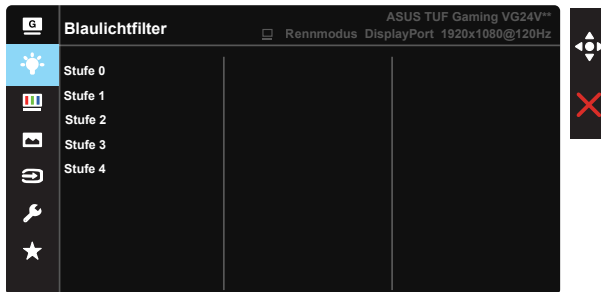 G
Blaulichtfilter
ASUS TUF Gaming VG24V**
Rennmodus DisplayPort 1920x1080@120Hz
Stufe 0
Stufe 1
Stufe 2
Stufe 3
Stufe 4